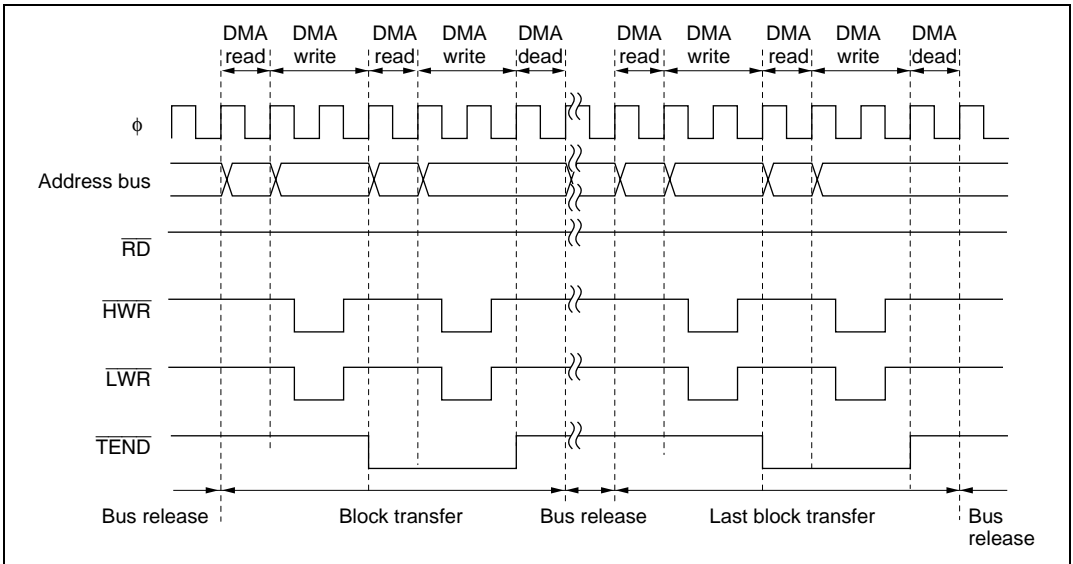 DMA read DMA write DMA read DMA write DMA dead DMA read DMA write DMA read DMA write DMA dead
φ
Address bus
RD
HWR
LWR
TEND
Bus release Block transfer Bus release Last block transfer Bus release